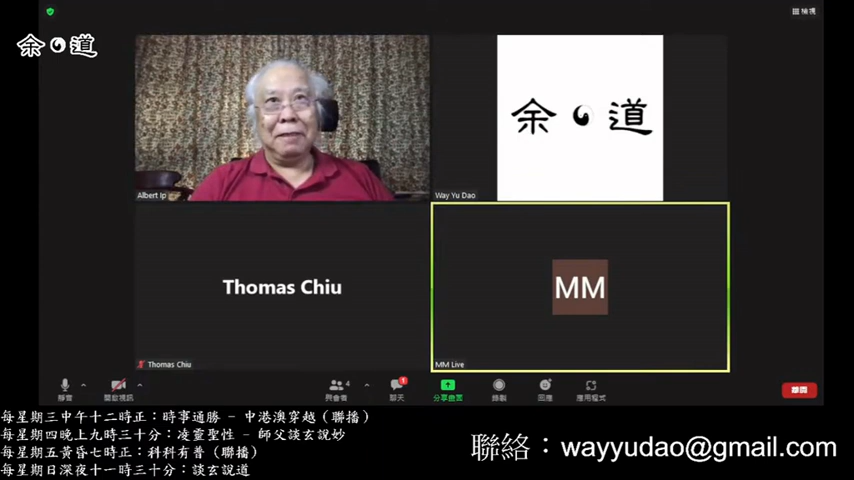 檢視
余 道
Albert Ip
余 道
Way Yu Dao
Thomas Chiu
Thomas Chiu
MM
MM Live
靜音
開啟視訊
4
與會者
1
聊天
分享畫面
錄製
回應
應用程式
離開
每星期三中午十二時正：時事通勝 - 中港澳穿越（聯播）
每星期四晚上九時三十分：凌靈聖性 - 師父談玄說妙
每星期五黃昏七時正：科科有普（聯播）
每星期日深夜十一時三十分：談玄說道
聯絡：wayyudao@gmail.com